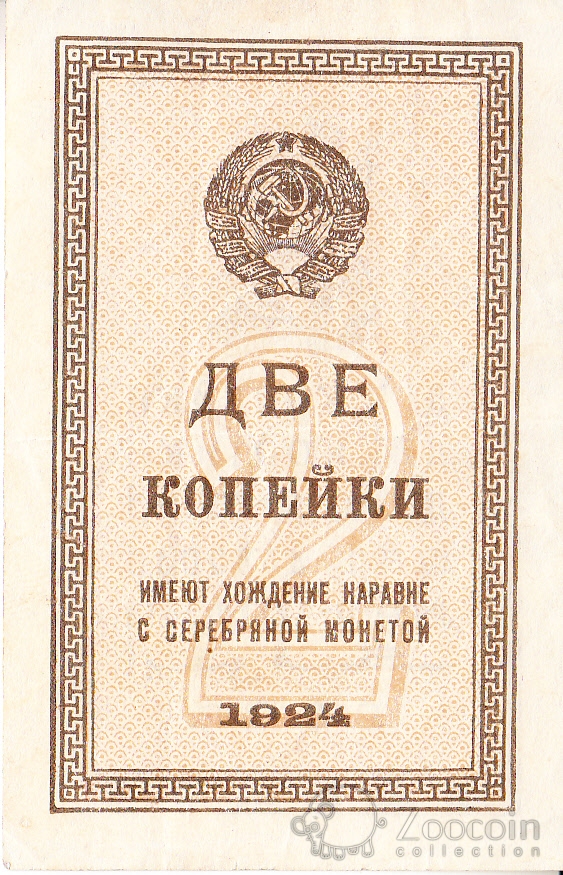 ДВЕ
2
КОПЕЙКИ
ИМЕЮТ ХОЖДЕНИЕ НАРАВНЕ
С СЕРЕБРЯНОЙ МОНЕТОЙ
1924
Zoocoin
collection